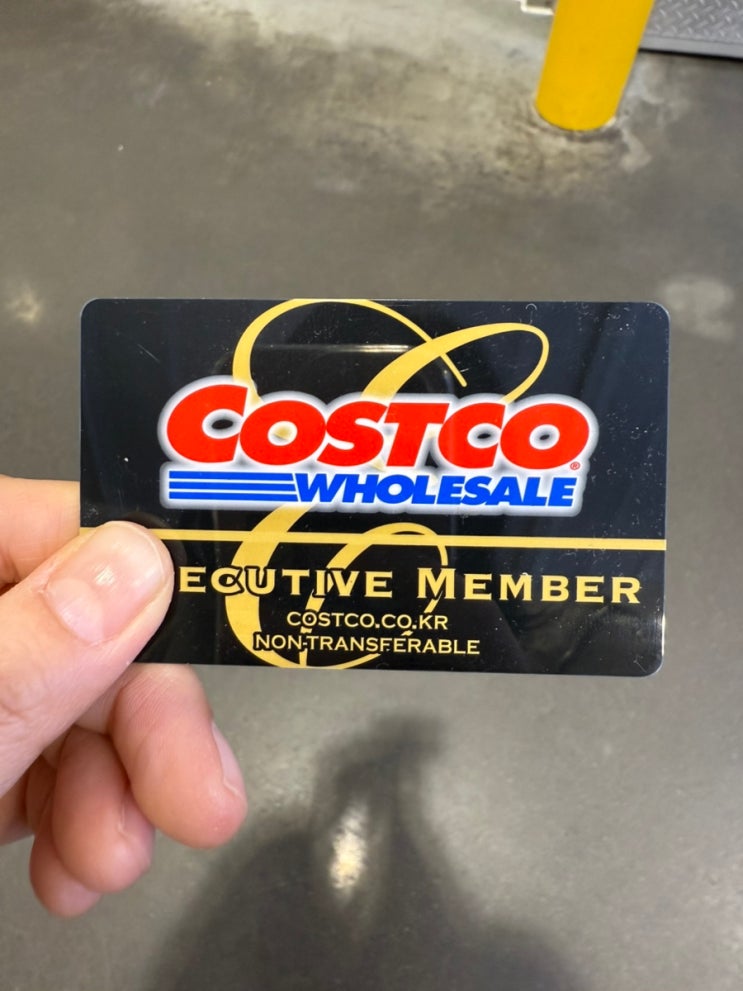 COSTCO
WHOLESALE
ECUTIVE MEMBER
COSTCO.CO.KR
NON-TRANSFERABLE